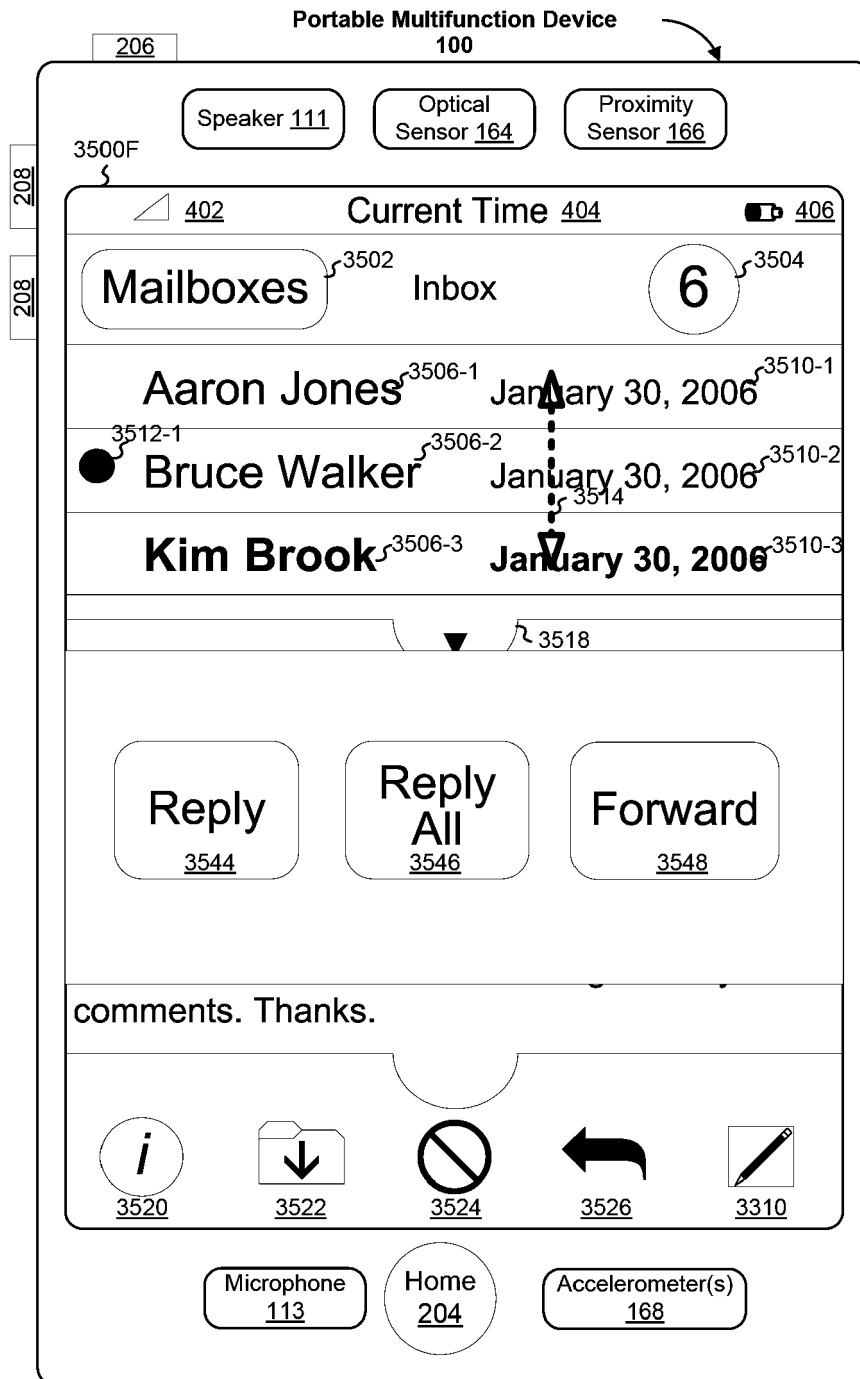 Portable Multifunction Device
100
206
Speaker 111
Optical
Sensor 164
Proximity
Sensor 166
208
208
3500F
402
Current Time 404
406
Mailboxes
3502
Inbox
6
3504
Aaron Jones
3506-1
January 30, 2006
3510-1
3512-1
Bruce Walker
3506-2
January 30, 2006
3510-2
3514
Kim Brook
3506-3
January 30, 2006
3510-3
3518
Reply
3544
Reply
All
3546
Forward
3548
comments. Thanks.
i
3520
3522
3524
3526
3310
Microphone
113
Home
204
Accelerometer(s)
168